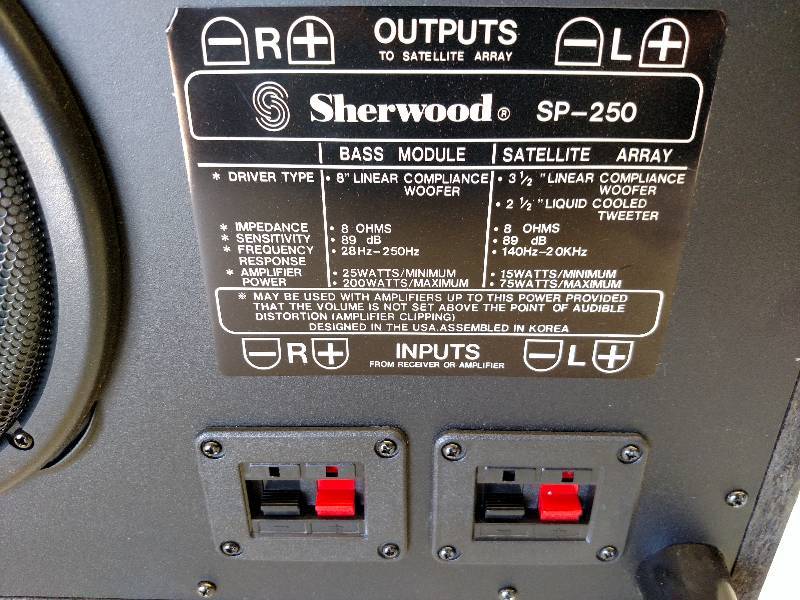 − R + OUTPUTS − L +
TO SATELLITE ARRAY
S Sherwood® SP-250
BASS MODULE SATELLITE ARRAY
* DRIVER TYPE • 8" LINEAR COMPLIANCE • 3 1/2 "LINEAR COMPLIANCE
WOOFER WOOFER
• 2 1/2 "LIQUID COOLED
TWEETER
* IMPEDANCE • 8 OHMS • 8 OHMS
* SENSITIVITY • 89 dB • 89 dB
* FREQUENCY • 28Hz-250Hz • 140Hz-20KHz
RESPONSE
* AMPLIFIER • 25WATTS/MINIMUM • 15WATTS/MINIMUM
POWER • 200WATTS/MAXIMUM • 75WATTS/MAXIMUM
* MAY BE USED WITH AMPLIFIERS UP TO THIS POWER PROVIDED
THAT THE VOLUME IS NOT SET ABOVE THE POINT OF AUDIBLE
DISTORTION (AMPLIFIER CLIPPING)
DESIGNED IN THE USA.ASSEMBLED IN KOREA
− R + INPUTS − L +
FROM RECEIVER OR AMPLIFIER
− + − +